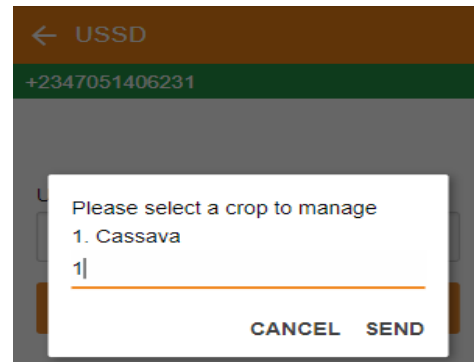 ← USSD
+2347051406231
U
Please select a crop to manage
1. Cassava
1
CANCEL SEND